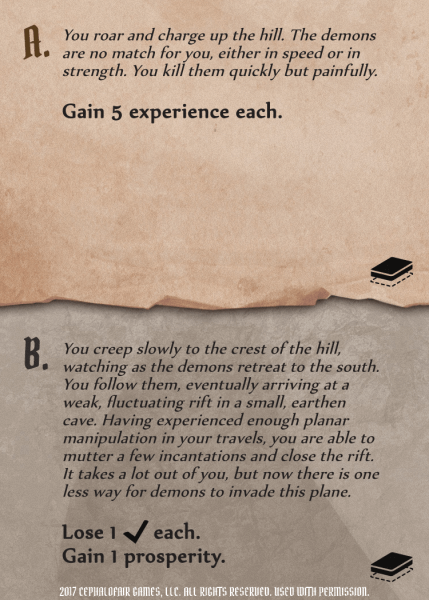 A. You roar and charge up the hill. The demons
are no match for you, either in speed or in
strength. You kill them quickly but painfully.
Gain 5 experience each.
B. You creep slowly to the crest of the hill,
watching as the demons retreat to the south.
You follow them, eventually arriving at a
weak, fluctuating rift in a small, earthen
cave. Having experienced enough planar
manipulation in your travels, you are able to
mutter a few incantations and close the rift.
It takes a lot out of you, but now there is one
less way for demons to invade this plane.
Lose 1 ✓ each.
Gain 1 prosperity.
2017 CEPHALOFAIR GAMES, LLC. ALL RIGHTS RESERVED. USED WITH PERMISSION.